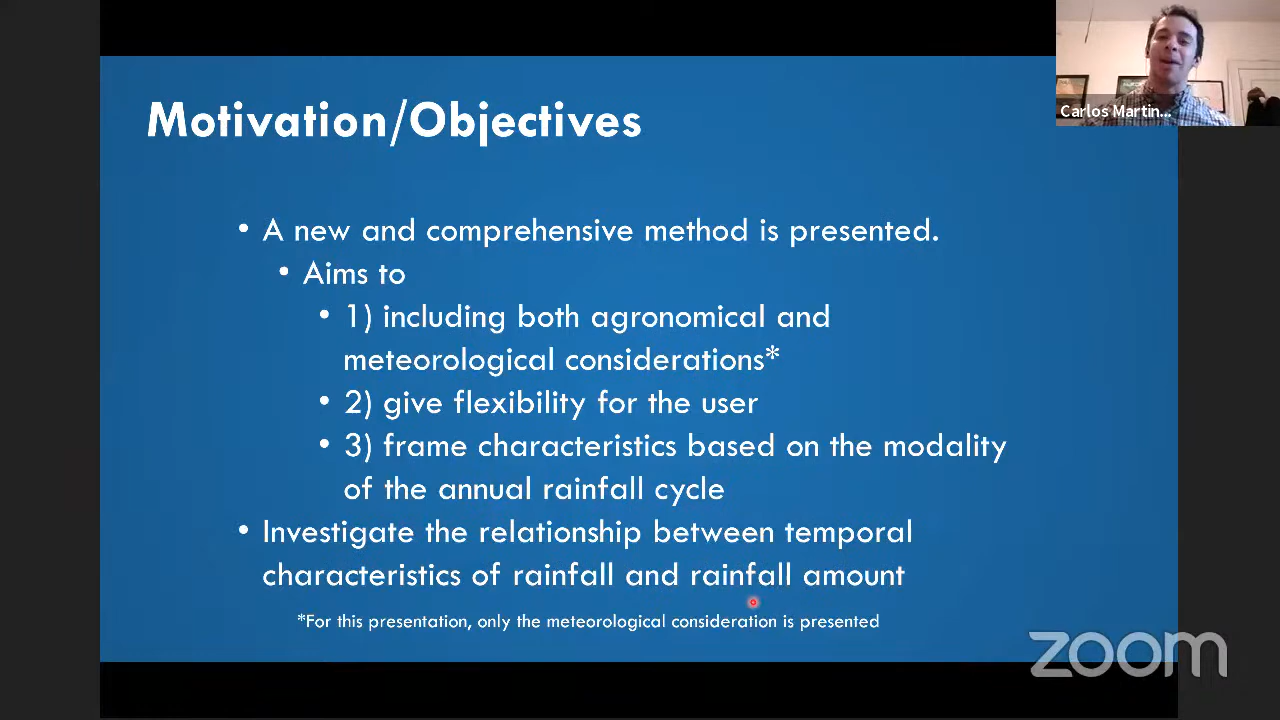 Motivation/Objectives
Carlos Martin...
• A new and comprehensive method is presented.
• Aims to
• 1) including both agronomical and
meteorological considerations*
• 2) give flexibility for the user
• 3) frame characteristics based on the modality
of the annual rainfall cycle
• Investigate the relationship between temporal
characteristics of rainfall and rainfall amount
*For this presentation, only the meteorological consideration is presented
zoom